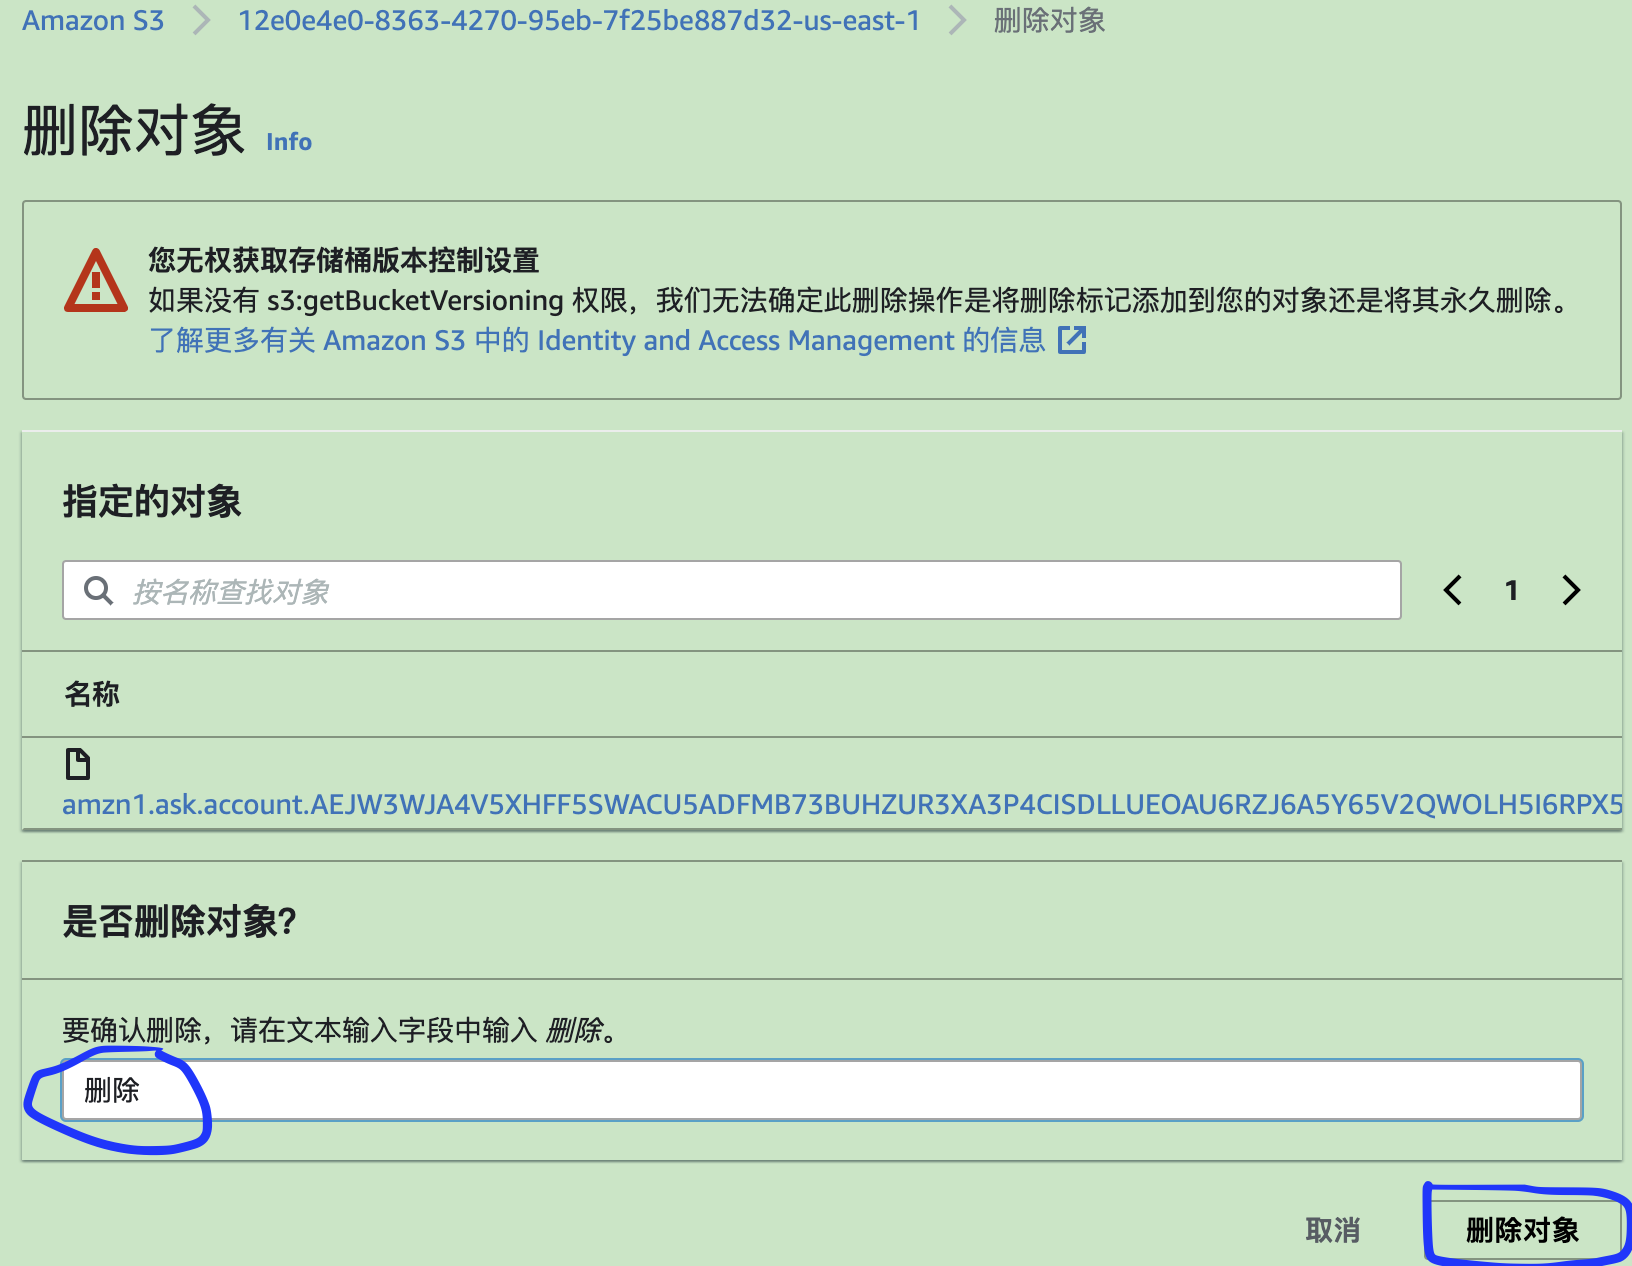 Amazon S3 > 12e0e4e0-8363-4270-95eb-7f25be887d32-us-east-1 > 删除对象
删除对象 Info
您无权获取存储桶版本控制设置
如果没有 s3:getBucketVersioning 权限，我们无法确定此删除操作是将删除标记添加到您的对象还是将其永久删除。
了解更多有关 Amazon S3 中的 Identity and Access Management 的信息
指定的对象
按名称查找对象
1
名称
amzn1.ask.account.AEJW3WJA4V5XHFF5SWACU5ADFMB73BUHZUR3XA3P4CISDLLUEOAU6RZJ6A5Y65V2QWOLH5I6RPX5
是否删除对象?
要确认删除，请在文本输入字段中输入 删除。
删除
取消 删除对象